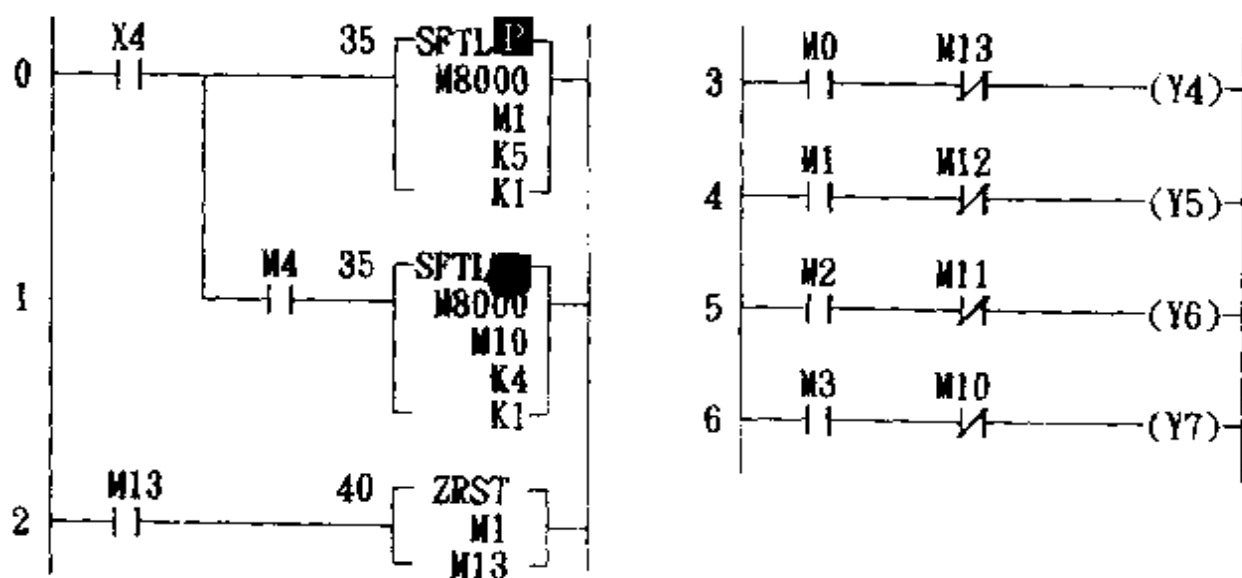 X4
0
35
SFTL P
M8000
M1
K5
K1
M4
1
35
SFTL
M8000
M10
K4
K1
M13
2
40
ZRST
M1
M13
M0 M13
3 (Y4)
M1 M12
4 (Y5)
M2 M11
5 (Y6)
M3 M10
6 (Y7)